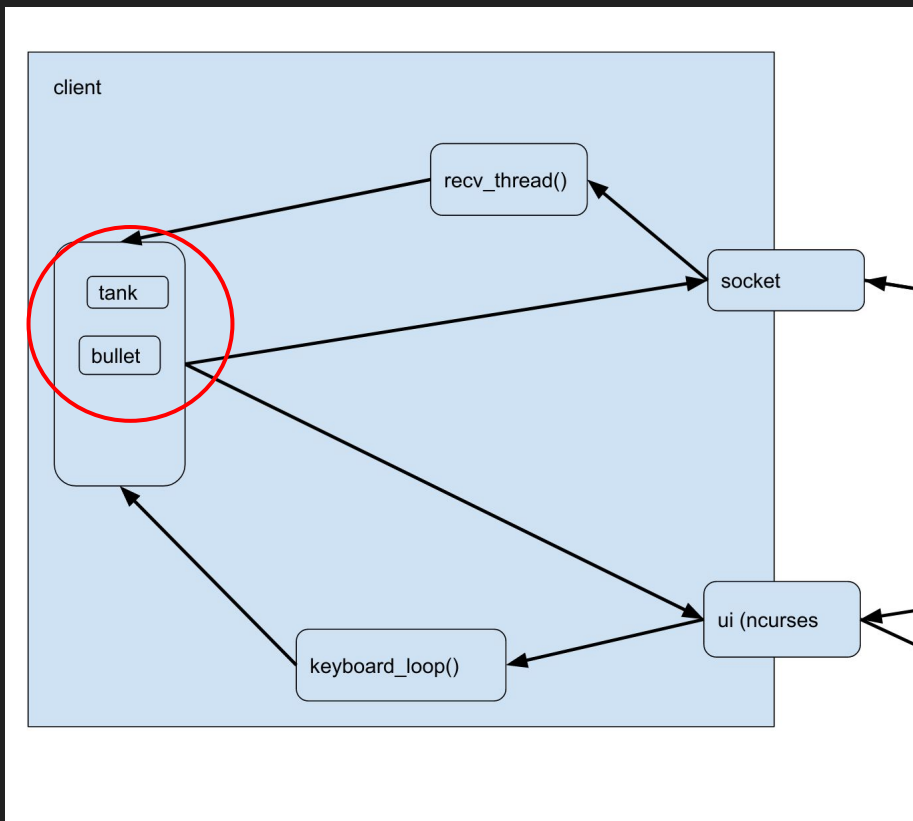 client
recv_thread()
tank
socket
bullet
ui (ncurses
keyboard_loop()